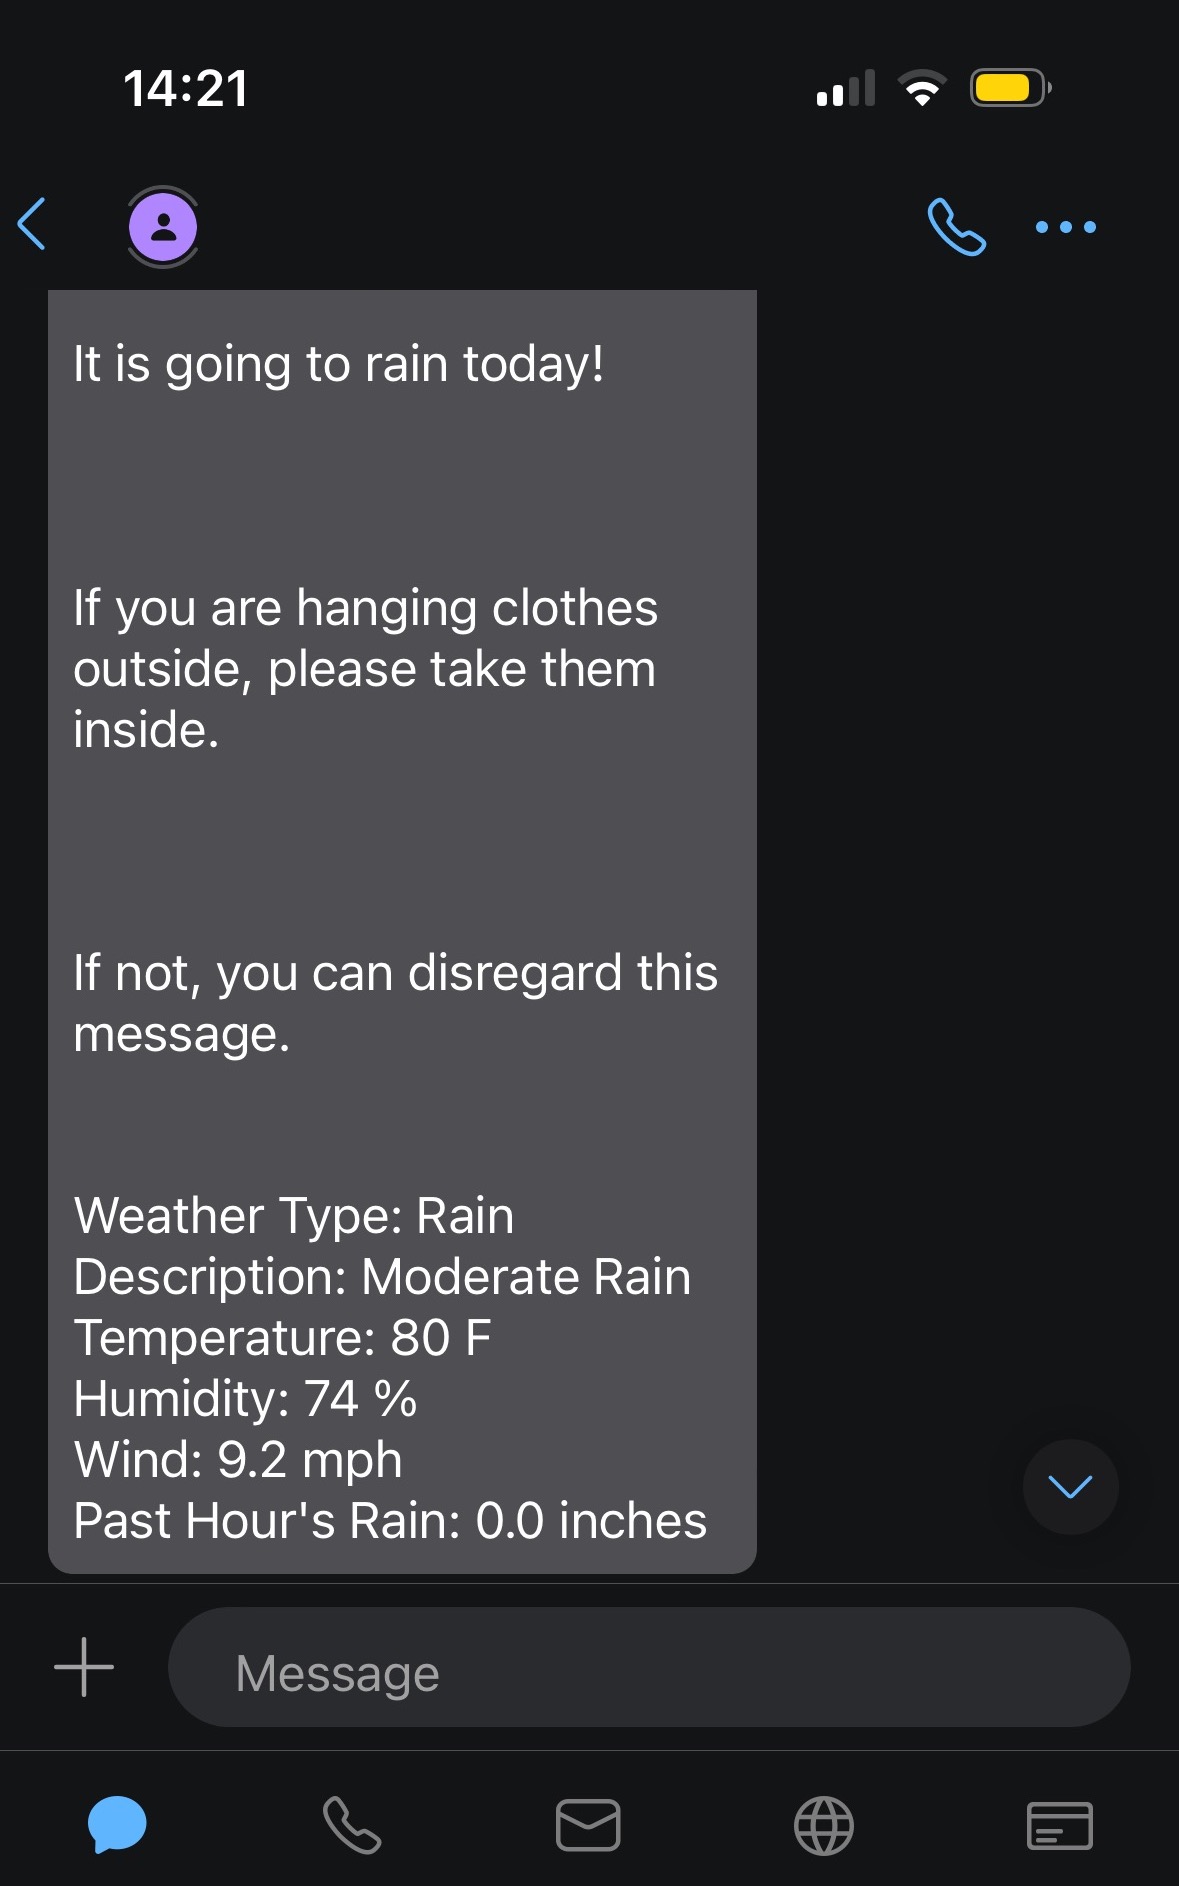 14:21
It is going to rain today!
If you are hanging clothes
outside, please take them
inside.
If not, you can disregard this
message.
Weather Type: Rain
Description: Moderate Rain
Temperature: 80 F
Humidity: 74 %
Wind: 9.2 mph
Past Hour's Rain: 0.0 inches
Message